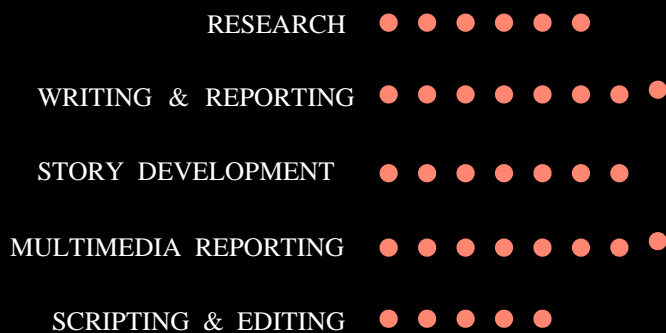 RESEARCH
WRITING & REPORTING
STORY DEVELOPMENT
MULTIMEDIA REPORTING
SCRIPTING & EDITING